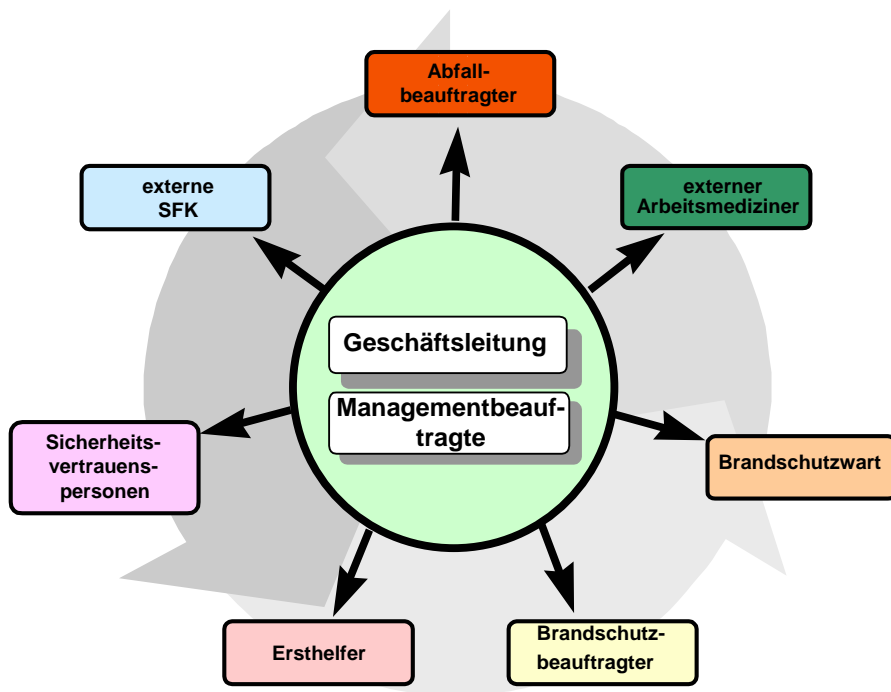 Abfall-
beauftragter
externe
SFK
externer
Arbeitsmediziner
Geschäftsleitung
Managementbeauf-
tragte
Sicherheits-
vertrauens-
personen
Brandschutzwart
Ersthelfer
Brandschutz-
beauftragter